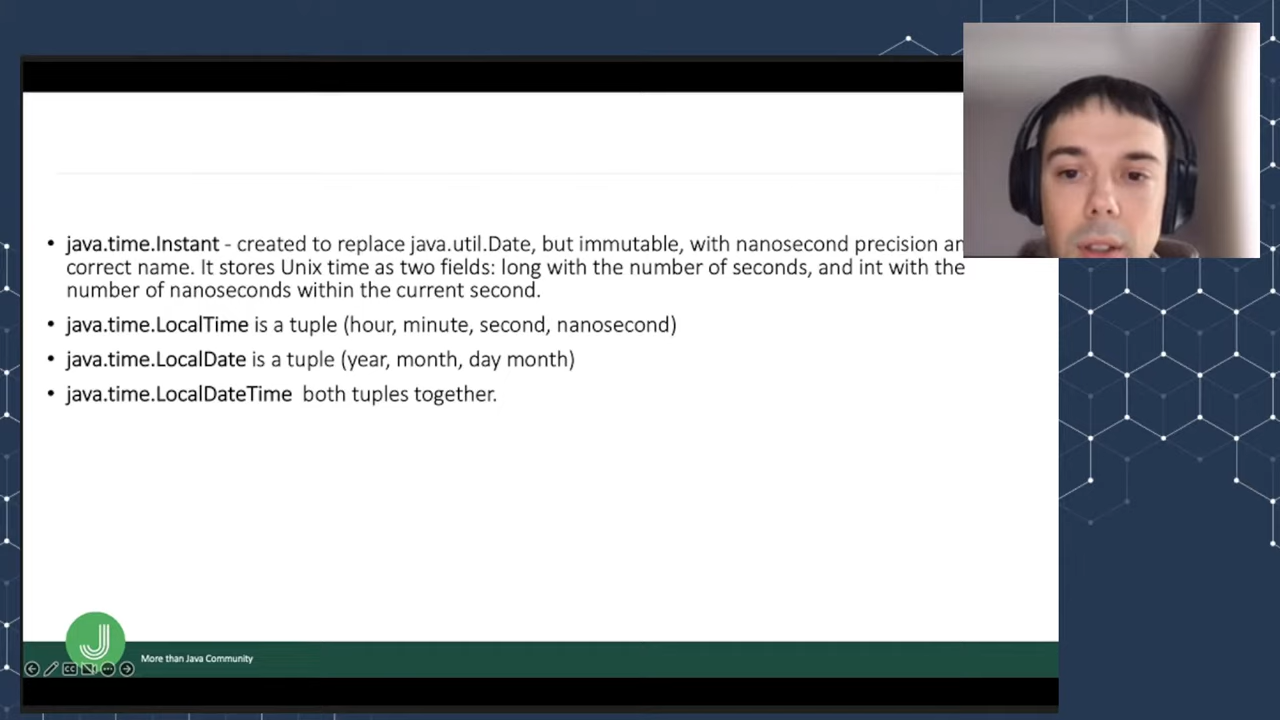 • java.time.Instant - created to replace java.util.Date, but immutable, with nanosecond precision
correct name. It stores Unix time as two fields: long with the number of seconds, and int with the
number of nanoseconds within the current second.
• java.time.LocalTime is a tuple (hour, minute, second, nanosecond)
• java.time.LocalDate is a tuple (year, month, day month)
• java.time.LocalDateTime both tuples together.
J
CC
More than Java Community